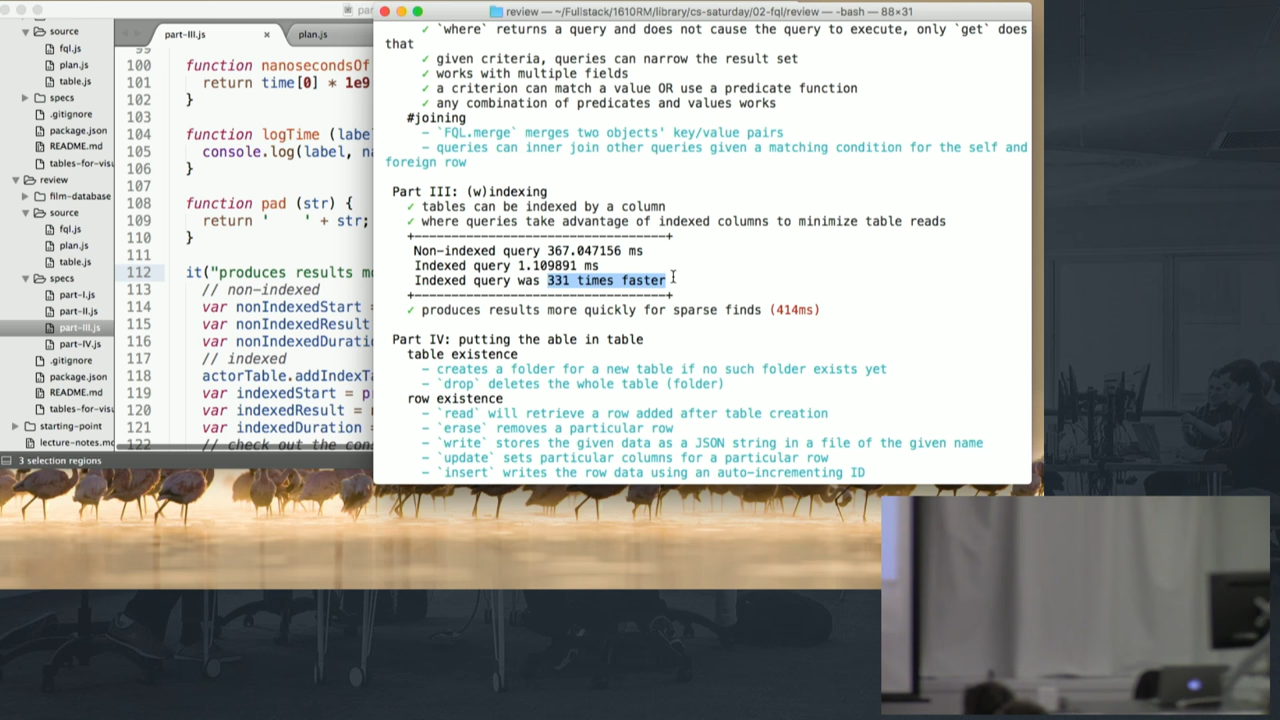 source
fql.js
plan.js
table.js
specs
.gitignore
package.json
README.md
tables-for-visu
review
film-database
source
fql.js
plan.js
table.js
specs
part-I.js
part-II.js
part-III.js
part-IV.js
.gitignore
package.json
README.md
tables-for-visu
starting-point
lecture-notes.mc
3 selection regions
part-III.js ×
plan.js
99
100 function nanosecondsOf
101 return time[0] * 1e9
102 }
103
104 function logTime (labe
105 console.log(label, na
106 }
107
108 function pad (str) {
109 return '    ' + str;
110 }
111
112 it("produces results mo
113 // non-indexed
114 var nonIndexedStart =
115 var nonIndexedResult
116 var nonIndexedDuratio
117 // indexed
118 actorTable.addIndexTa
119 var indexedStart = p
120 var indexedResult =
121 var indexedDuration =
122 // check out the con
review — ~/Fullstack/1610RM/library/cs-saturday/02-fql/review — -bash — 88×31
✓ `where` returns a query and does not cause the query to execute, only `get` does
that
✓ given criteria, queries can narrow the result set
✓ works with multiple fields
✓ a criterion can match a value OR use a predicate function
✓ any combination of predicates and values works
#joining
- `FQL.merge` merges two objects' key/value pairs
- queries can inner join other queries given a matching condition for the self and
foreign row
Part III: (w)indexing
✓ tables can be indexed by a column
✓ where queries take advantage of indexed columns to minimize table reads
+----------------------------------+
Non-indexed query 367.047156 ms
Indexed query 1.109891 ms
Indexed query was 331 times faster
+----------------------------------+
✓ produces results more quickly for sparse finds (414ms)
Part IV: putting the able in table
table existence
- creates a folder for a new table if no such folder exists yet
- `drop` deletes the whole table (folder)
row existence
- `read` will retrieve a row added after table creation
- `erase` removes a particular row
- `write` stores the given data as a JSON string in a file of the given name
- `update` sets particular columns for a particular row
- `insert` writes the row data using an auto-incrementing ID